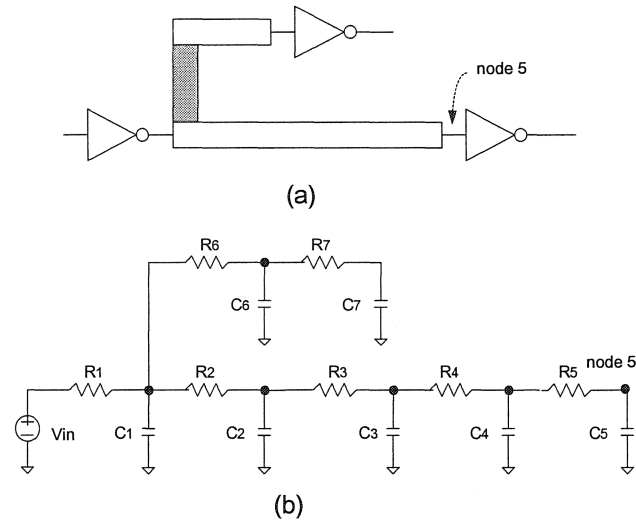 node 5
(a)
R6 R7
C6 C7
R1 R2 R3 R4 R5 node 5
Vin C1 C2 C3 C4 C5
(b)